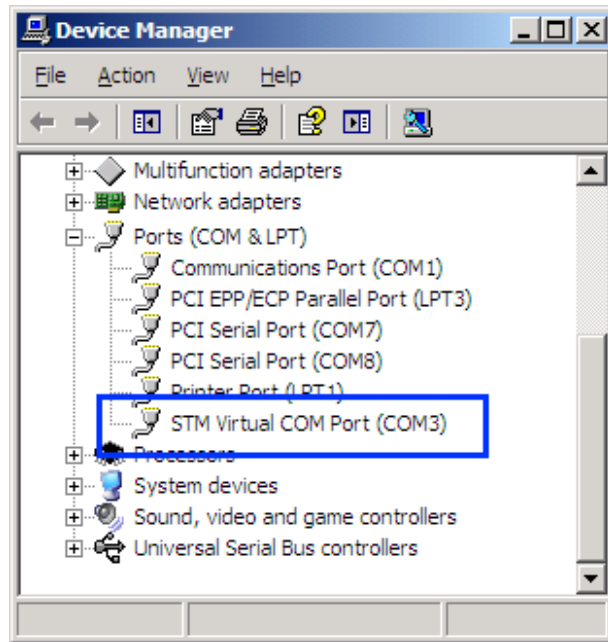 Device Manager
File Action View Help
Multifunction adapters
Network adapters
Ports (COM & LPT)
Communications Port (COM1)
PCI EPP/ECP Parallel Port (LPT3)
PCI Serial Port (COM7)
PCI Serial Port (COM8)
Printer Port (LPT1)
STM Virtual COM Port (COM3)
Processors
System devices
Sound, video and game controllers
Universal Serial Bus controllers